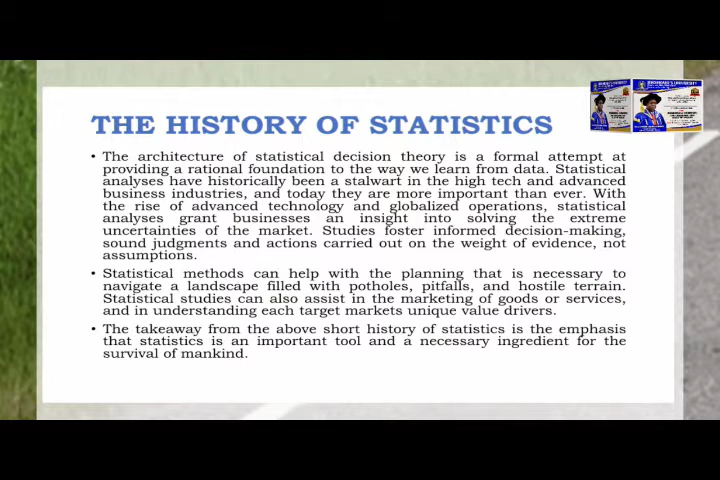 THE HISTORY OF STATISTICS
• The architecture of statistical decision theory is a formal attempt at
providing a rational foundation to the way we learn from data. Statistical
analyses have historically been a stalwart in the high tech and advanced
business industries, and today they are more important than ever. With
the rise of advanced technology and globalized operations, statistical
analyses grant businesses an insight into solving the extreme
uncertainties of the market. Studies foster informed decision-making,
sound judgments and actions carried out on the weight of evidence, not
assumptions.
• Statistical methods can help with the planning that is necessary to
navigate a landscape filled with potholes, pitfalls, and hostile terrain.
Statistical studies can also assist in the marketing of goods or services,
and in understanding each target markets unique value drivers.
• The takeaway from the above short history of statistics is the emphasis
that statistics is an important tool and a necessary ingredient for the
survival of mankind.